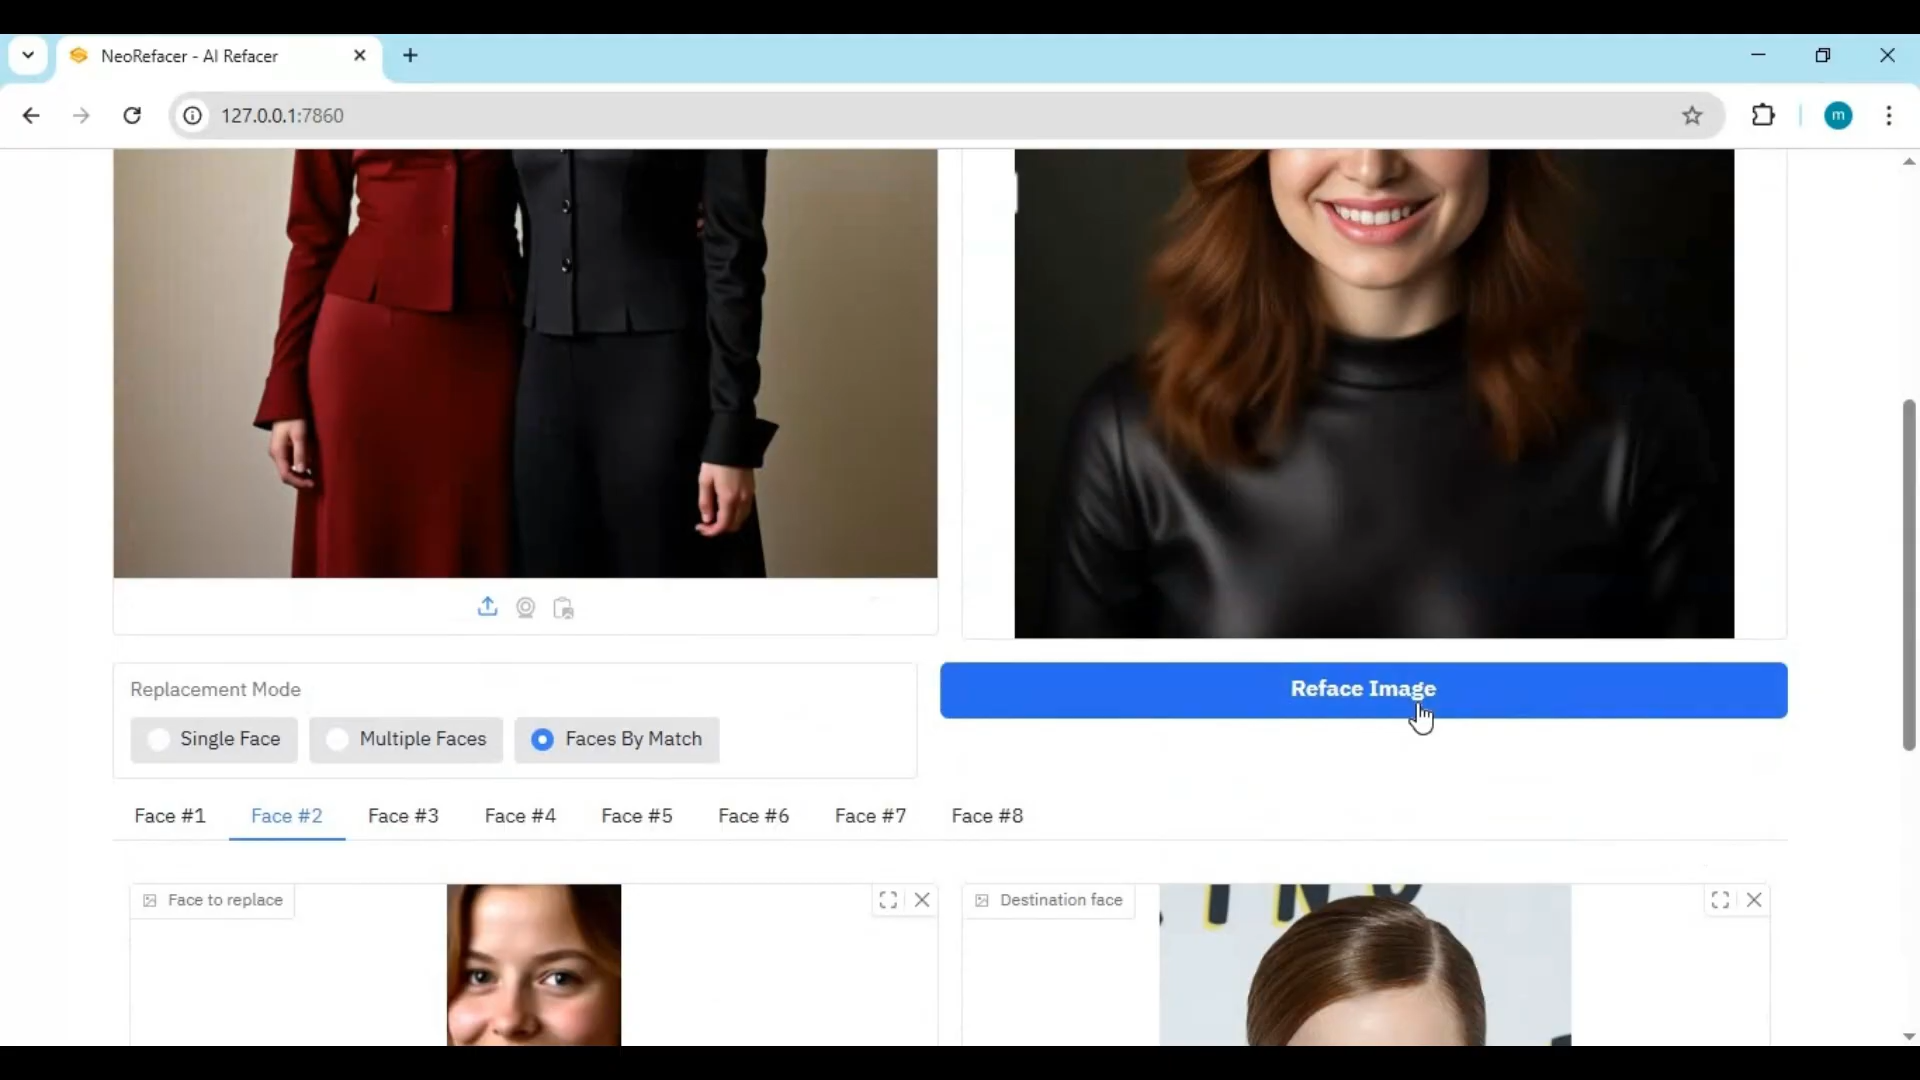 NeoRefacer - AI Refacer
127.0.0.1:7860
m
Replacement Mode
Reface Image
Single Face
Multiple Faces
Faces By Match
Face #1
Face #2
Face #3
Face #4
Face #5
Face #6
Face #7
Face #8
Face to replace
Destination face